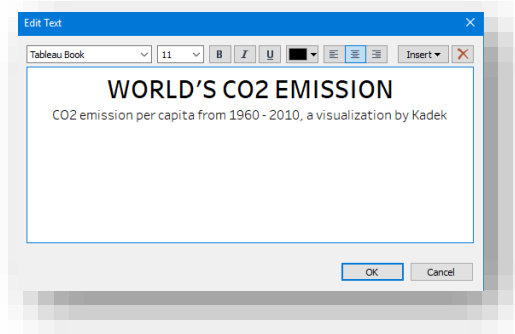 Edit Text
Tableau Book 11 B I U Insert
WORLD'S CO2 EMISSION
CO2 emission per capita from 1960 - 2010, a visualization by Kadek
OK Cancel